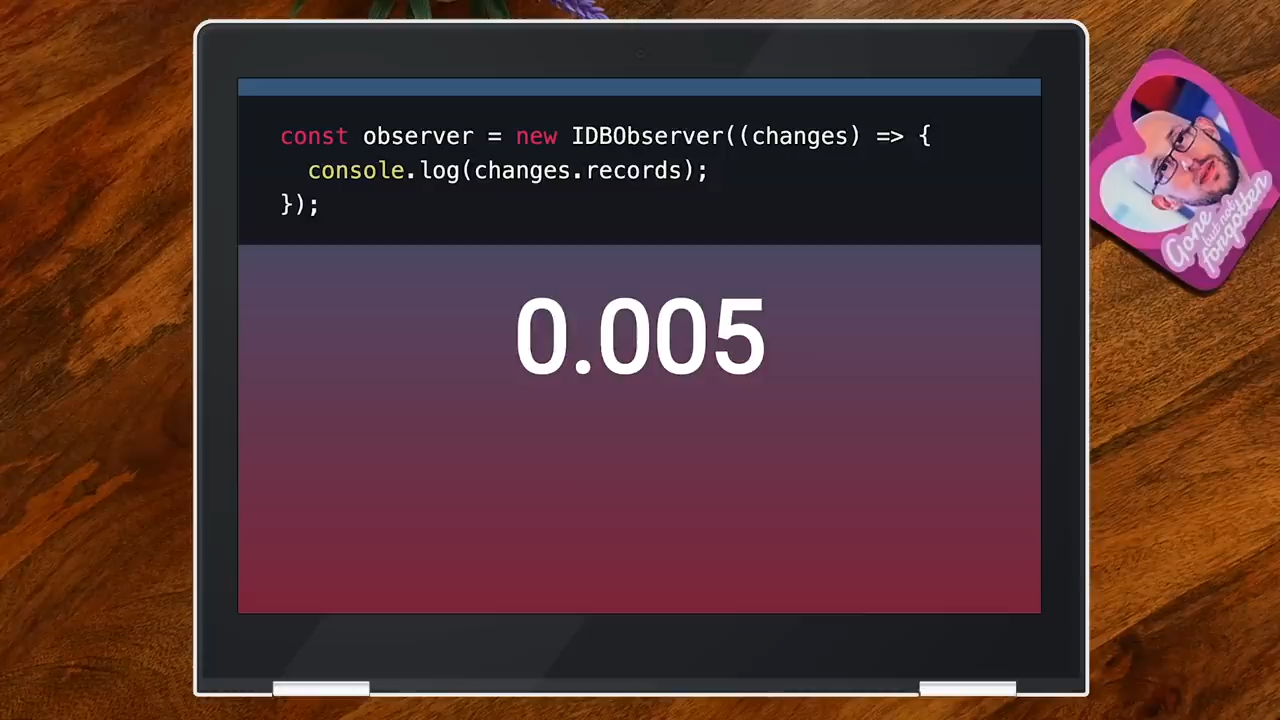 const observer = new IDBObserver((changes) => {
  console.log(changes.records);
});
0.005
Gone
but not
forgotten